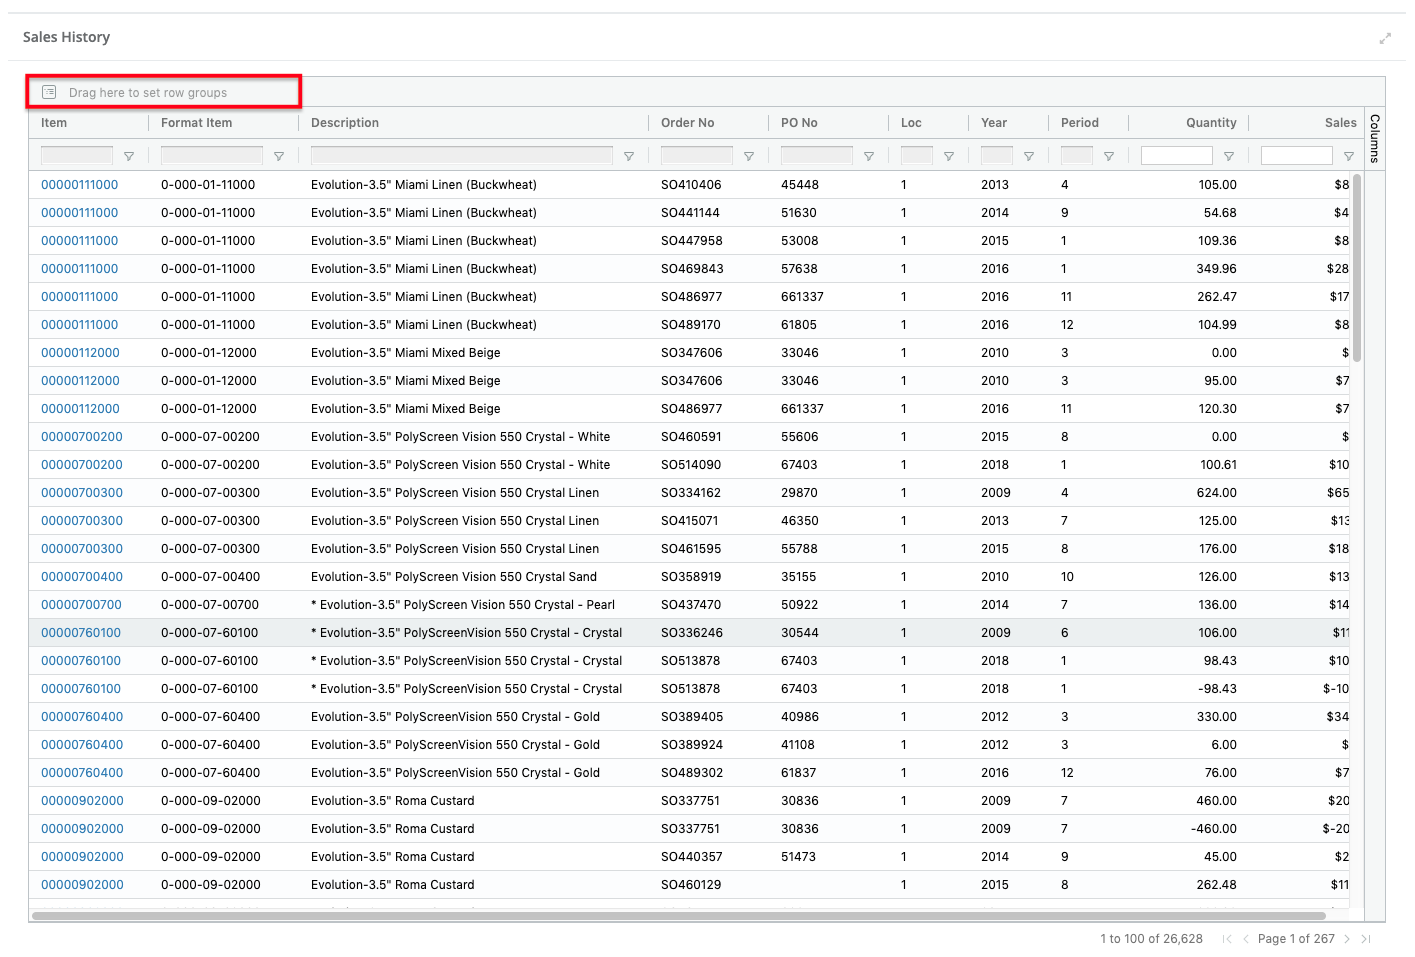 Sales History
Drag here to set row groups
Item Format Item Description Order No PO No Loc Year Period Quantity Sales
Columns
00000111000 0-000-01-11000 Evolution-3.5" Miami Linen (Buckwheat) SO410406 45448 1 2013 4 105.00 $8
00000111000 0-000-01-11000 Evolution-3.5" Miami Linen (Buckwheat) SO441144 51630 1 2014 9 54.68 $4
00000111000 0-000-01-11000 Evolution-3.5" Miami Linen (Buckwheat) SO447958 53008 1 2015 1 109.36 $8
00000111000 0-000-01-11000 Evolution-3.5" Miami Linen (Buckwheat) SO469843 57638 1 2016 1 349.96 $28
00000111000 0-000-01-11000 Evolution-3.5" Miami Linen (Buckwheat) SO486977 661337 1 2016 11 262.47 $17
00000111000 0-000-01-11000 Evolution-3.5" Miami Linen (Buckwheat) SO489170 61805 1 2016 12 104.99 $8
00000112000 0-000-01-12000 Evolution-3.5" Miami Mixed Beige SO347606 33046 1 2010 3 0.00 $
00000112000 0-000-01-12000 Evolution-3.5" Miami Mixed Beige SO347606 33046 1 2010 3 95.00 $7
00000112000 0-000-01-12000 Evolution-3.5" Miami Mixed Beige SO486977 661337 1 2016 11 120.30 $7
00000700200 0-000-07-00200 Evolution-3.5" PolyScreen Vision 550 Crystal - White SO460591 55606 1 2015 8 0.00 $
00000700200 0-000-07-00200 Evolution-3.5" PolyScreen Vision 550 Crystal - White SO514090 67403 1 2018 1 100.61 $10
00000700300 0-000-07-00300 Evolution-3.5" PolyScreen Vision 550 Crystal Linen SO334162 29870 1 2009 4 624.00 $65
00000700300 0-000-07-00300 Evolution-3.5" PolyScreen Vision 550 Crystal Linen SO415071 46350 1 2013 7 125.00 $13
00000700300 0-000-07-00300 Evolution-3.5" PolyScreen Vision 550 Crystal Linen SO461595 55788 1 2015 8 176.00 $18
00000700400 0-000-07-00400 Evolution-3.5" PolyScreen Vision 550 Crystal Sand SO358919 35155 1 2010 10 126.00 $13
00000700700 0-000-07-00700 * Evolution-3.5" PolyScreen Vision 550 Crystal - Pearl SO437470 50922 1 2014 7 136.00 $14
00000760100 0-000-07-60100 * Evolution-3.5" PolyScreenVision 550 Crystal - Crystal SO336246 30544 1 2009 6 106.00 $11
00000760100 0-000-07-60100 * Evolution-3.5" PolyScreenVision 550 Crystal - Crystal SO513878 67403 1 2018 1 98.43 $10
00000760100 0-000-07-60100 * Evolution-3.5" PolyScreenVision 550 Crystal - Crystal SO513878 67403 1 2018 1 -98.43 $-10
00000760400 0-000-07-60400 Evolution-3.5" PolyScreenVision 550 Crystal - Gold SO389405 40986 1 2012 3 330.00 $34
00000760400 0-000-07-60400 Evolution-3.5" PolyScreenVision 550 Crystal - Gold SO389924 41108 1 2012 3 6.00 $
00000760400 0-000-07-60400 Evolution-3.5" PolyScreenVision 550 Crystal - Gold SO489302 61837 1 2016 12 76.00 $7
00000902000 0-000-09-02000 Evolution-3.5" Roma Custard SO337751 30836 1 2009 7 460.00 $20
00000902000 0-000-09-02000 Evolution-3.5" Roma Custard SO337751 30836 1 2009 7 -460.00 $-20
00000902000 0-000-09-02000 Evolution-3.5" Roma Custard SO440357 51473 1 2014 9 45.00 $2
00000902000 0-000-09-02000 Evolution-3.5" Roma Custard SO460129 1 2015 8 262.48 $11
1 to 100 of 26,628 Page 1 of 267